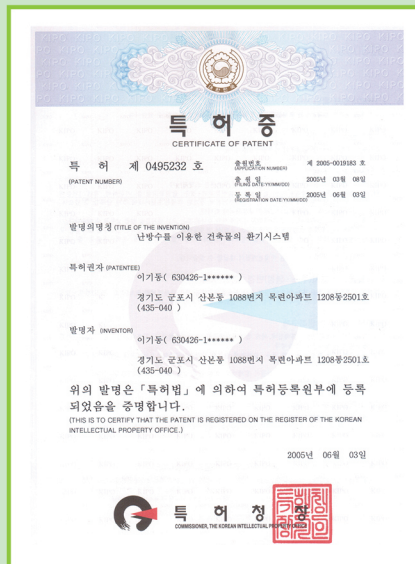 특 허 증
CERTIFICATE OF PATENT
특 허 제 0495232 호
(PATENT NUMBER)
출원번호 제 2005-0019183 호
(APPLICATION NUMBER)
출 원 일 2005년 03월 08일
(FILING DATE:YY/MM/DD)
등 록 일 2005년 06월 03일
(REGISTRATION DATE:YY/MM/DD)
발명의명칭 (TITLE OF THE INVENTION)
난방수를 이용한 건축물의 환기시스템
특허권자 (PATENTEE)
이기동( 630426-1****** )
경기도 군포시 산본동 1088번지 목련아파트 1208동2501호
(435-040 )
발명자 (INVENTOR)
이기동( 630426-1****** )
경기도 군포시 산본동 1088번지 목련아파트 1208동2501호
(435-040 )
위의 발명은 「특허법」에 의하여 특허등록원부에 등록
되었음을 증명합니다.
(THIS IS TO CERTIFY THAT THE PATENT IS REGISTERED ON THE REGISTER OF THE KOREAN
INTELLECTUAL PROPERTY OFFICE.)
2005년 06월 03일
특 허 청 장
COMMISSIONER, THE KOREAN INTELLECTUAL PROPERTY OFFICE